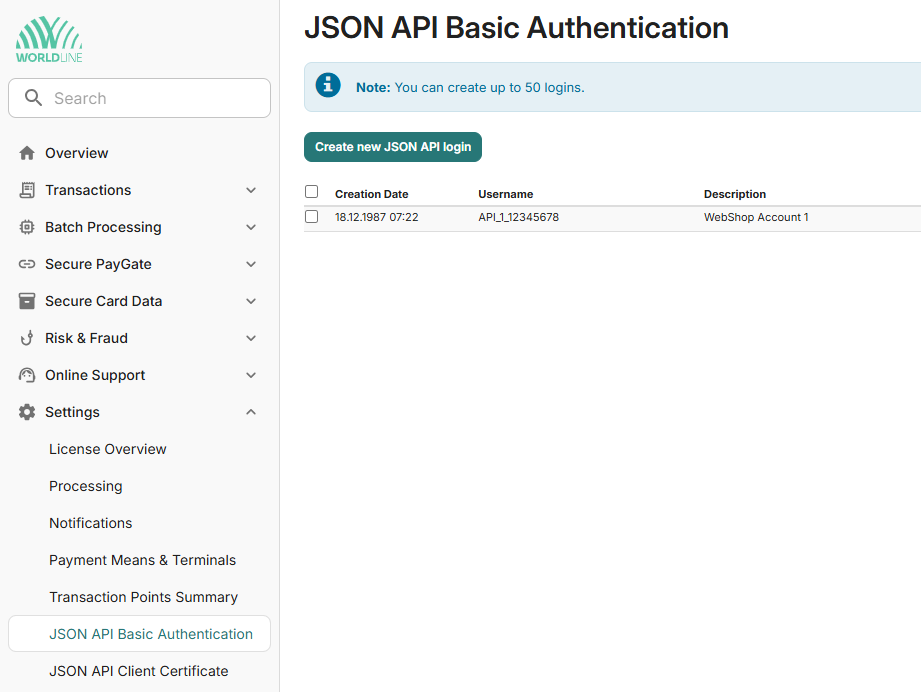 WORLDLINE
Search
Overview
Transactions
Batch Processing
Secure PayGate
Secure Card Data
Risk & Fraud
Online Support
Settings
License Overview
Processing
Notifications
Payment Means & Terminals
Transaction Points Summary
JSON API Basic Authentication
JSON API Client Certificate
JSON API Basic Authentication
Note: You can create up to 50 logins.
Create new JSON API login
Creation Date Username Description
18.12.1987 07:22 API_1_12345678 WebShop Account 1